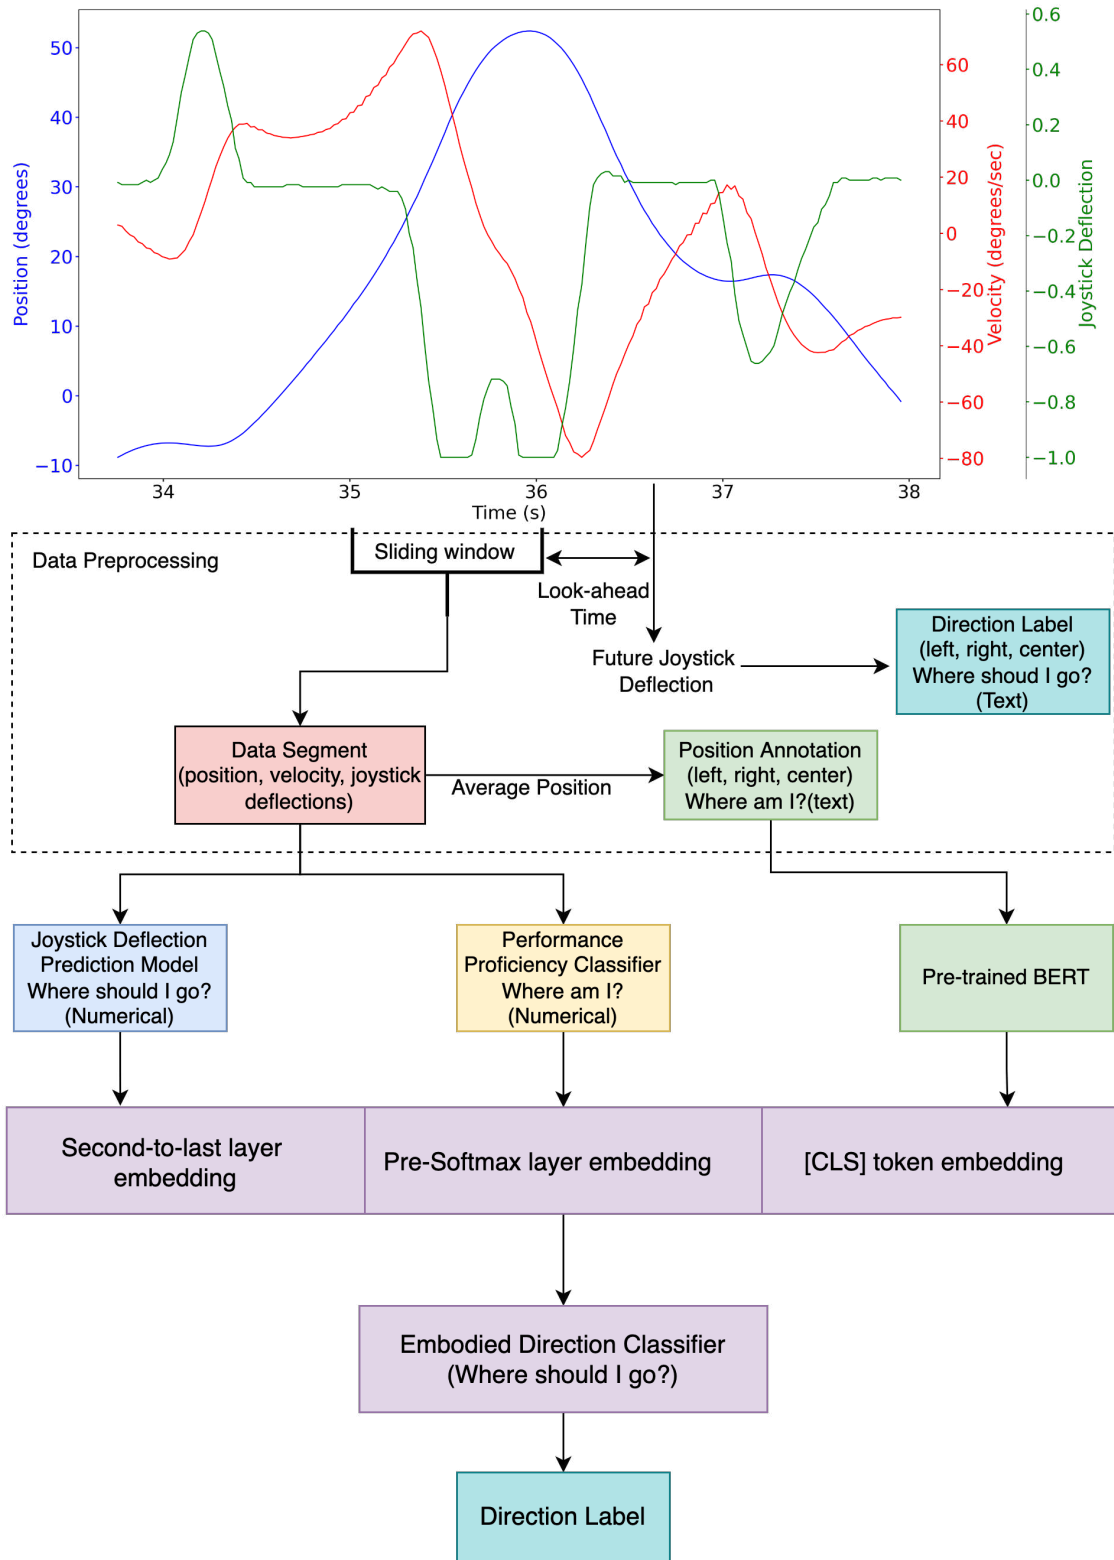 Position (degrees)
50
40
30
20
10
0
−10
60
40
20
0
−20
−40
−60
−80
Velocity (degrees/sec)
0.6
0.4
0.2
0.0
−0.2
−0.4
−0.6
−0.8
−1.0
Joystick Deflection
34
35
36
37
38
Time (s)
Data Preprocessing
Sliding window
Look-ahead
Time
Future Joystick
Deflection
Direction Label
(left, right, center)
Where shoud I go?
(Text)
Data Segment
(position, velocity, joystick
deflections)
Average Position
Position Annotation
(left, right, center)
Where am I?(text)
Joystick Deflection
Prediction Model
Where should I go?
(Numerical)
Performance
Proficiency Classifier
Where am I?
(Numerical)
Pre-trained BERT
Second-to-last layer
embedding
Pre-Softmax layer embedding
[CLS] token embedding
Embodied Direction Classifier
(Where should I go?)
Direction Label